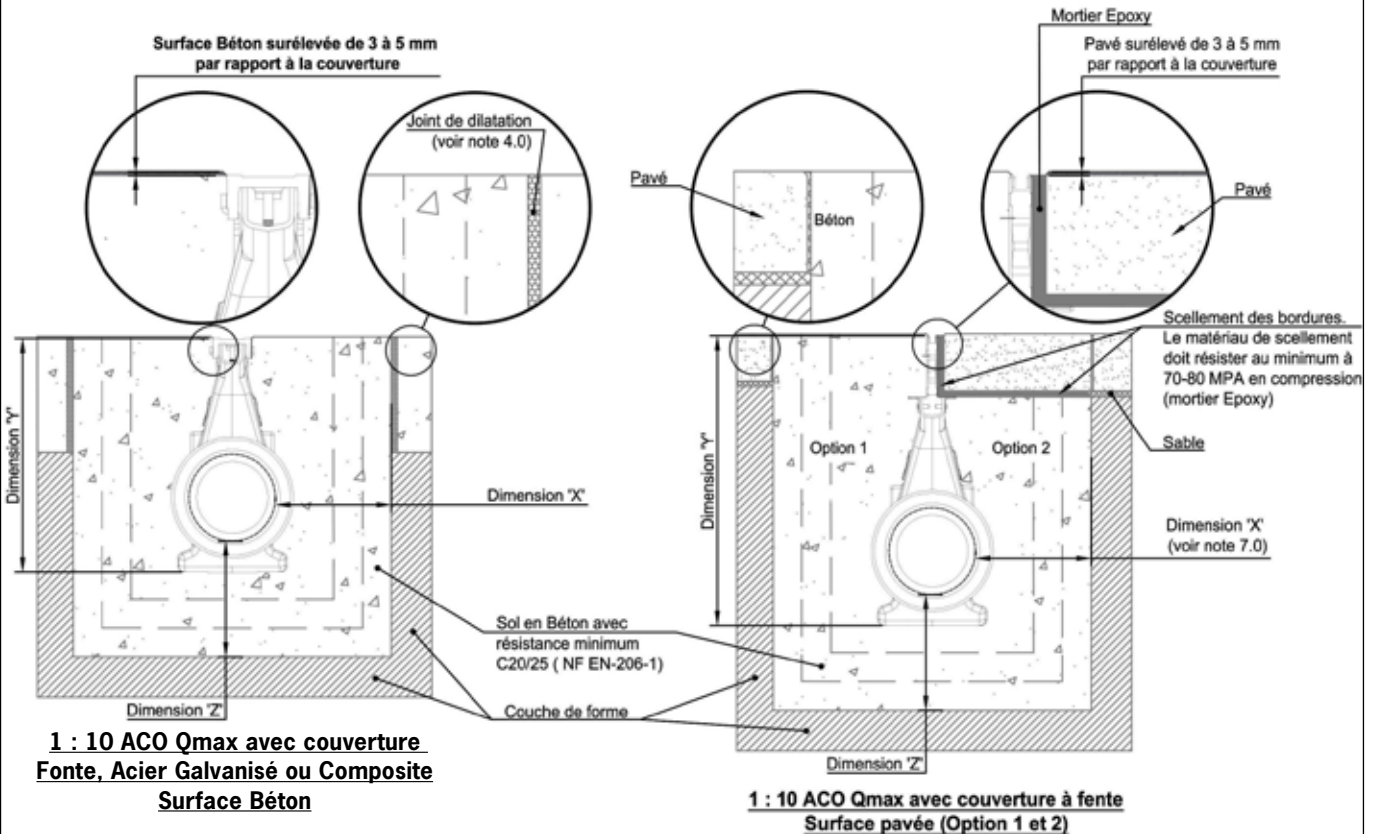 Surface Béton surélevée de 3 à 5 mm
par rapport à la couverture
Joint de dilatation
(voir note 4.0)
Dimension 'Y'
Dimension 'X'
Sol en Béton avec
résistance minimum
C20/25 ( NF EN-206-1)
Couche de forme
Dimension 'Z'
1 : 10 ACO Qmax avec couverture
Fonte, Acier Galvanisé ou Composite
Surface Béton
Mortier Epoxy
Pavé surélevé de 3 à 5 mm
par rapport à la couverture
Pavé
Béton
Pavé
Scellement des bordures.
Le matériau de scellement
doit résister au minimum à
70-80 MPA en compression
(mortier Epoxy)
Sable
Option 1
Option 2
Dimension 'Y'
Dimension 'X'
(voir note 7.0)
Dimension 'Z'
1 : 10 ACO Qmax avec couverture à fente
Surface pavée (Option 1 et 2)